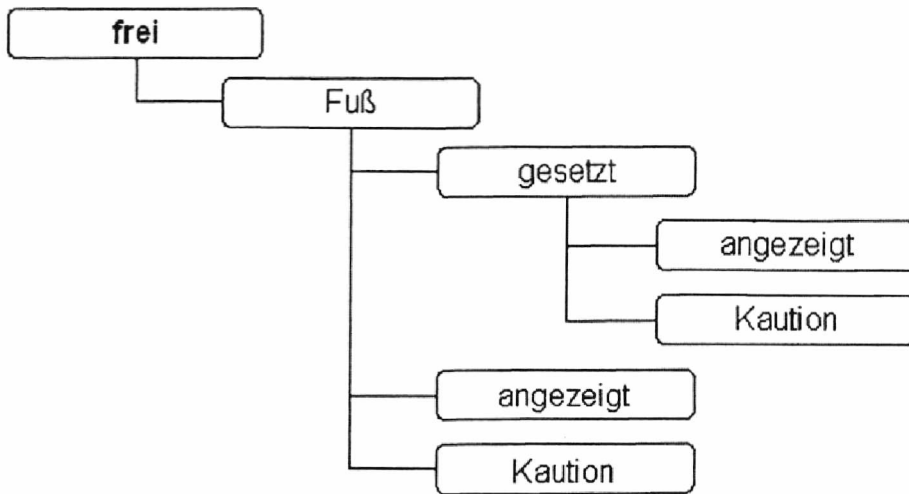 frei
Fuß
gesetzt
angezeigt
Kaution
angezeigt
Kaution